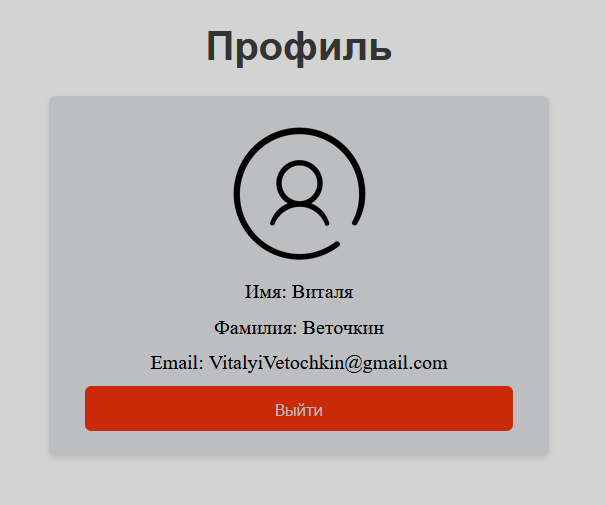 Профиль
Имя: Виталя
Фамилия: Веточкин
Email: VitalyiVetochkin@gmail.com
Выйти